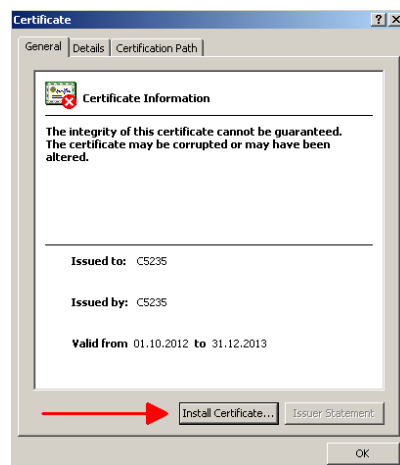 Certificate
General Details Certification Path
Certificate Information
The integrity of this certificate cannot be guaranteed.
The certificate may be corrupted or may have been
altered.
Issued to: C5235
Issued by: C5235
Valid from 01.10.2012 to 31.12.2013
Install Certificate... Issuer Statement
OK